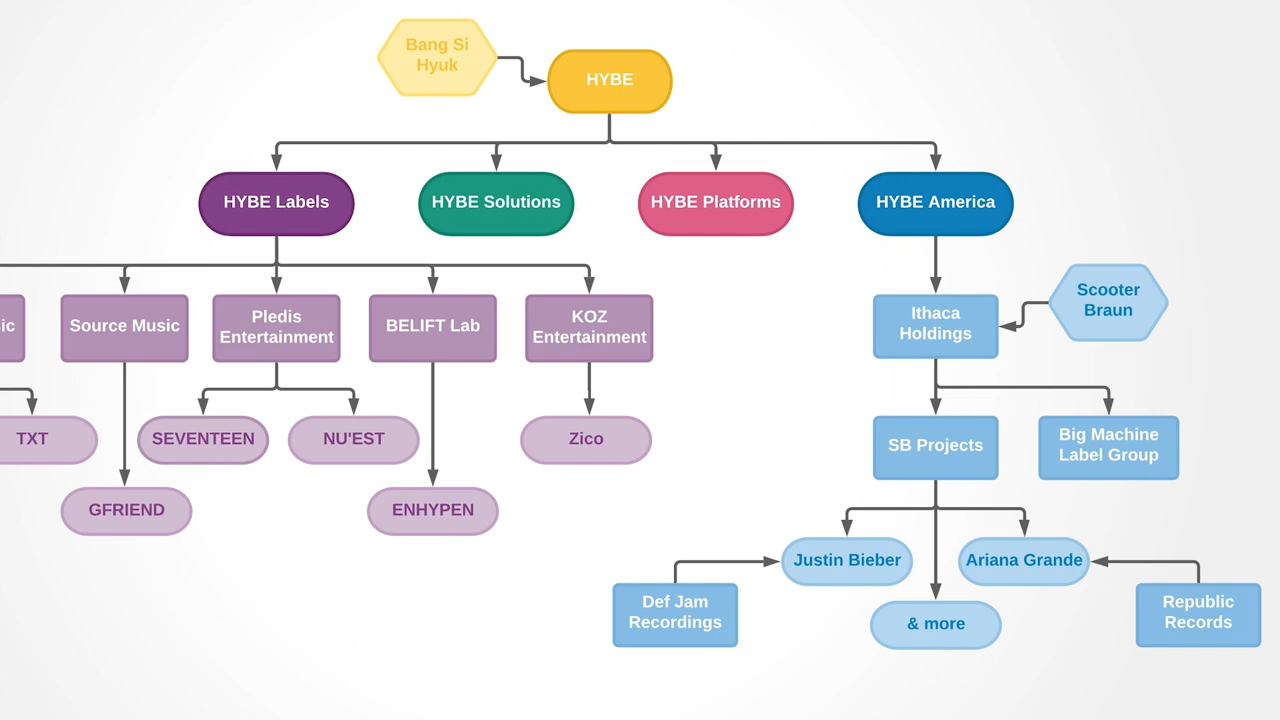 Bang Si
Hyuk
HYBE
HYBE Labels
HYBE Solutions
HYBE Platforms
HYBE America
Source Music
Pledis
Entertainment
BELIFT Lab
KOZ
Entertainment
Ithaca
Holdings
Scooter
Braun
TXT
SEVENTEEN
NU'EST
Zico
SB Projects
Big Machine
Label Group
GFRIEND
ENHYPEN
Justin Bieber
Ariana Grande
Def Jam
Recordings
& more
Republic
Records